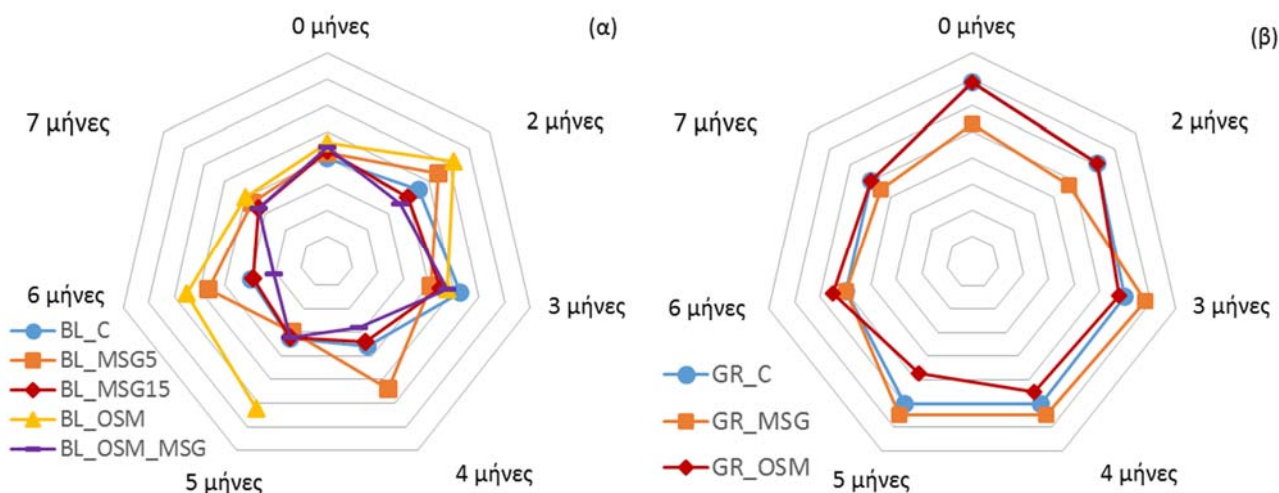 0 μήνες
(α)
2 μήνες
3 μήνες
4 μήνες
5 μήνες
6 μήνες
7 μήνες
BL_C
BL_MSG5
BL_MSG15
BL_OSM
BL_OSM_MSG
0 μήνες
(β)
2 μήνες
3 μήνες
4 μήνες
5 μήνες
6 μήνες
7 μήνες
GR_C
GR_MSG
GR_OSM